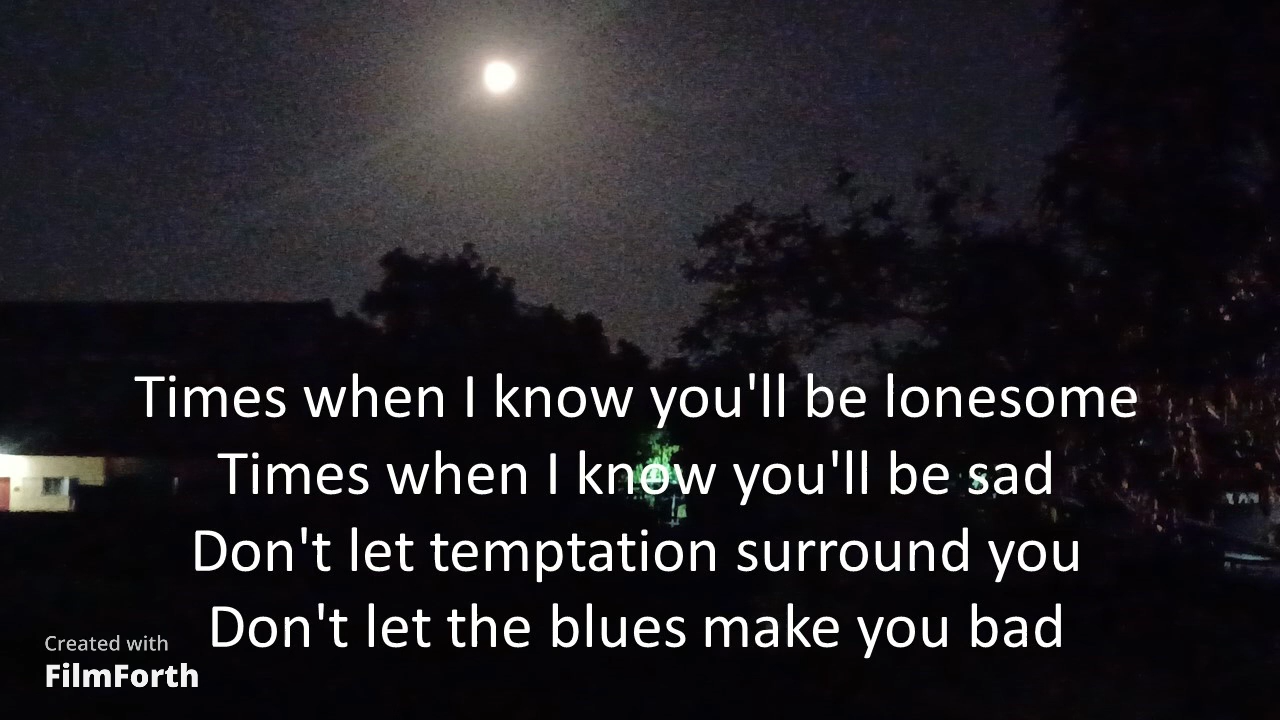 Times when I know you'll be lonesome
Times when I know you'll be sad
Don't let temptation surround you
Don't let the blues make you bad
Created with
FilmForth